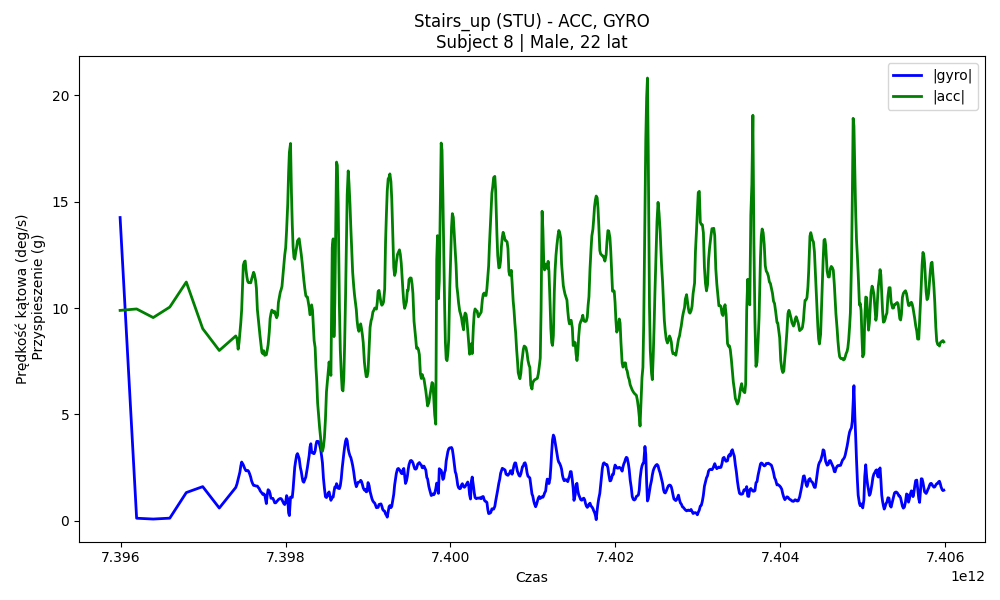 Stairs_up (STU) - ACC, GYRO
Subject 8 | Male, 22 lat
|gyro|
|acc|
Prędkość kątowa (deg/s)
Przyspieszenie (g)
20
15
10
5
0
7.396
7.398
7.400
7.402
7.404
7.406
1e12
Czas